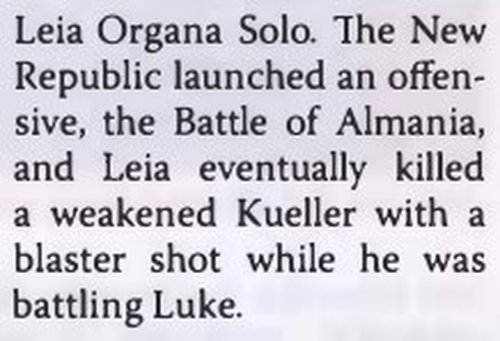 Leia Organa Solo. The New
Republic launched an offen-
sive, the Battle of Almania,
and Leia eventually killed
a weakened Kueller with a
blaster shot while he was
battling Luke.